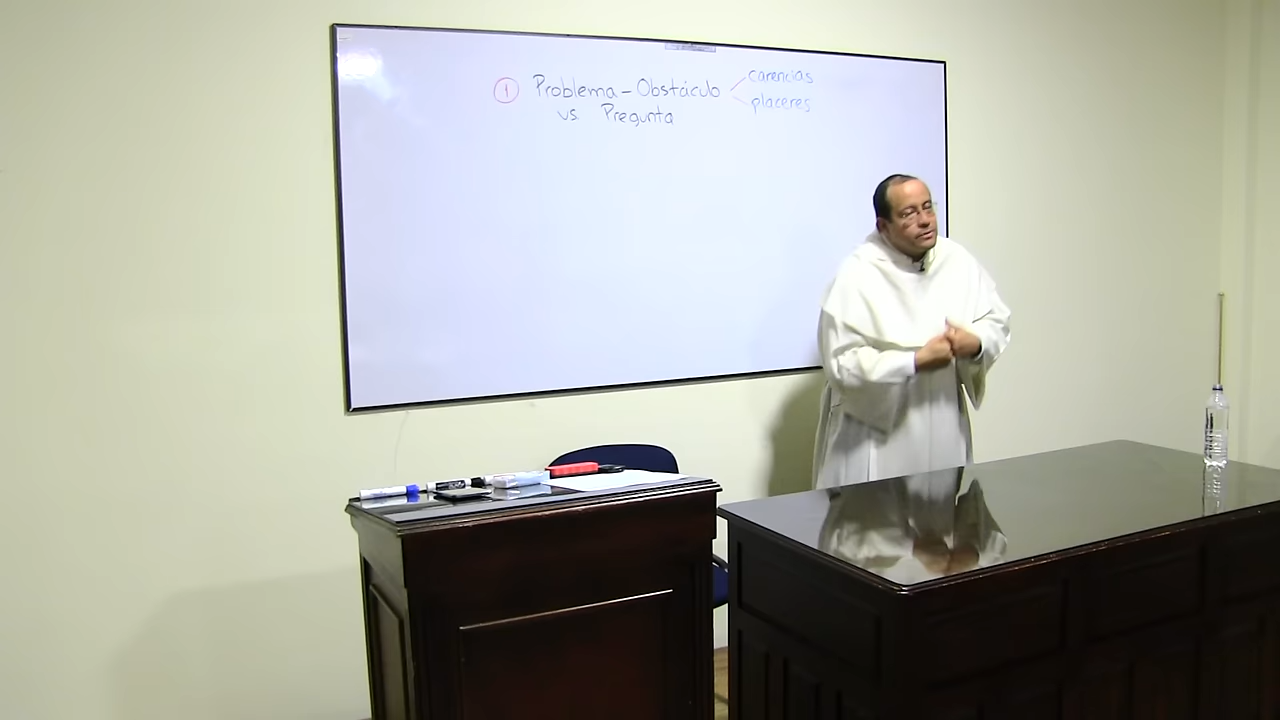 ① Problema - Obstáculo
vs. Pregunta
carencias
placeres